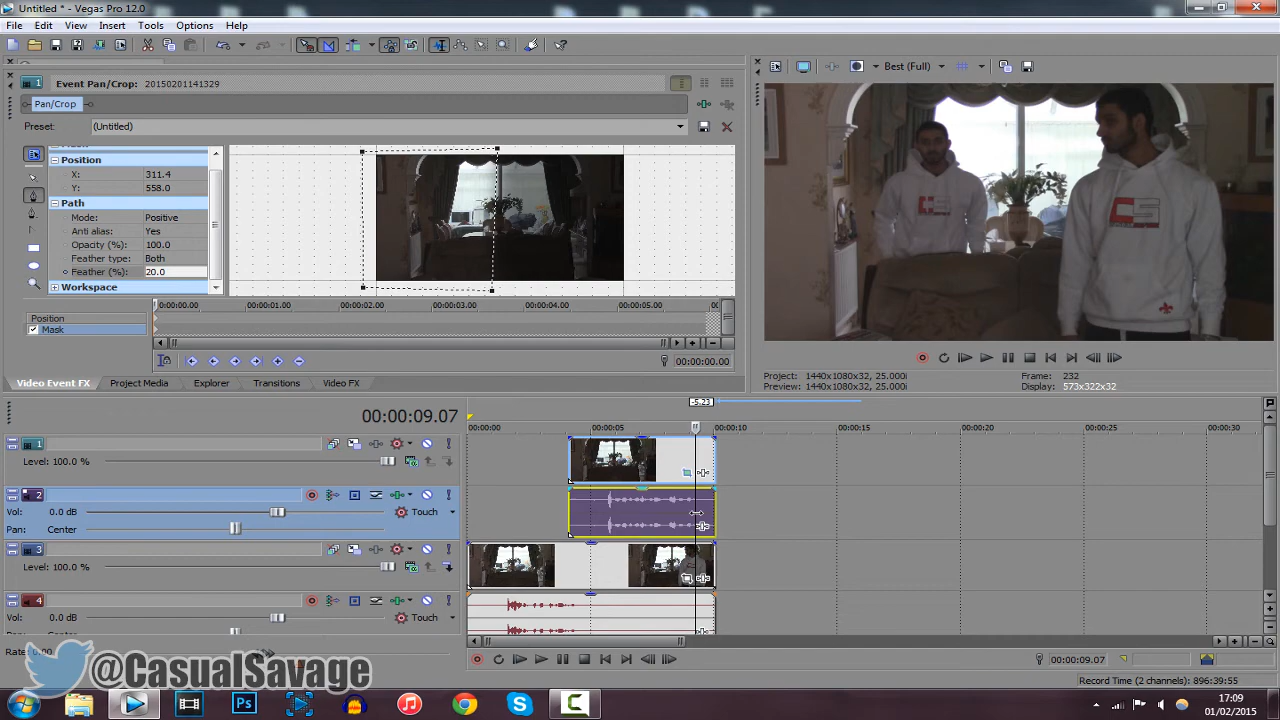 Untitled * - Vegas Pro 12.0
File Edit View Insert Tools Options Help
1 Event Pan/Crop: 20150201141329
Pan/Crop
Preset: (Untitled)
Best (Full)
Position
X: 311.4
Y: 558.0
Path
Mode: Positive
Anti alias: Yes
Opacity (%): 100.0
Feather type: Both
Feather (%): 20.0
Workspace
00:00:00.00 00:00:01.00 00:00:02.00 00:00:03.00 00:00:04.00 00:00:05.00
Position
Mask
00:00:00.00
Video Event FX Project Media Explorer Transitions Video FX
Project: 1440x1080x32, 25.000i Frame: 232
Preview: 1440x1080x32, 25.000i Display: 573x322x32
-5.23
00:00:09.07
00:00:05 00:00:10 00:00:15 00:00:20 00:00:25 00:00:30
1
Level: 100.0 %
2
Vol: 0.0 dB Touch
Pan: Center
3
Level: 100.0 %
4
Vol: 0.0 dB Touch
Rate: 0.00
@CasualSavage
00:00:09.07
Record Time (2 channels): 896:39:55
Ps
17:09
01/02/2015